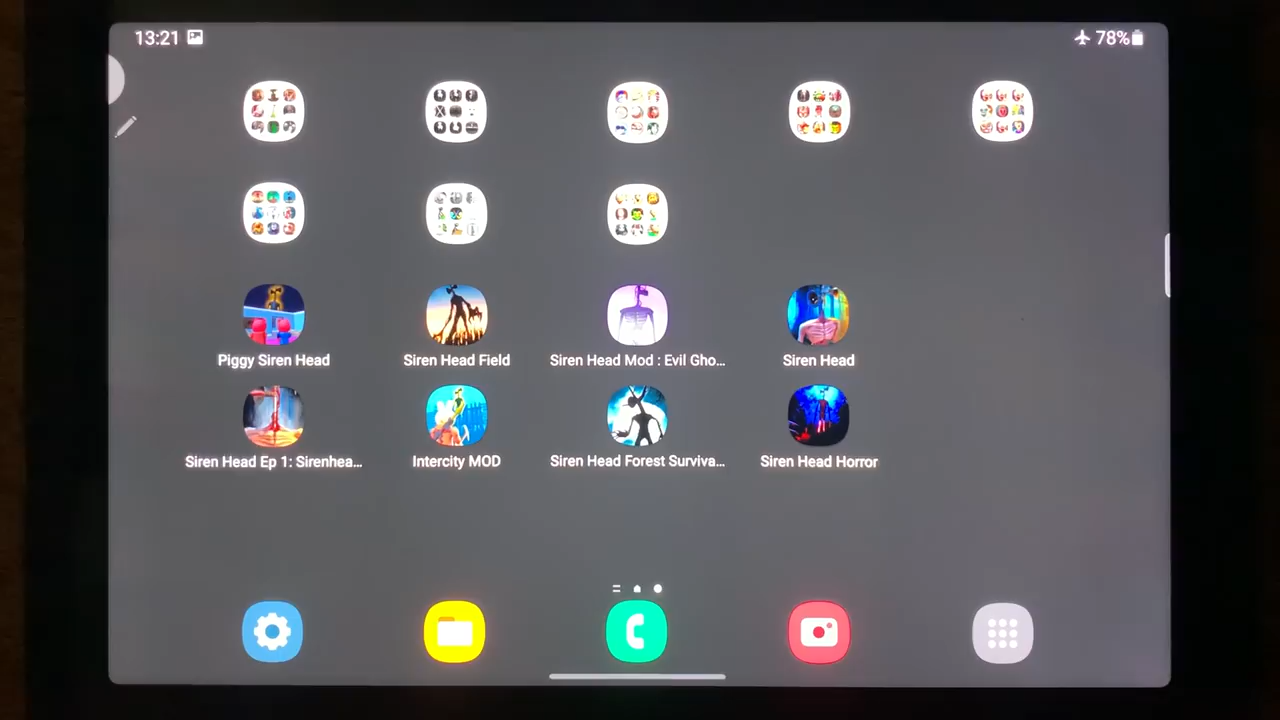 13:21
78%
Piggy Siren Head
Siren Head Field
Siren Head Mod : Evil Gho...
Siren Head
Siren Head Ep 1: Sirenhea...
Intercity MOD
Siren Head Forest Surviva...
Siren Head Horror